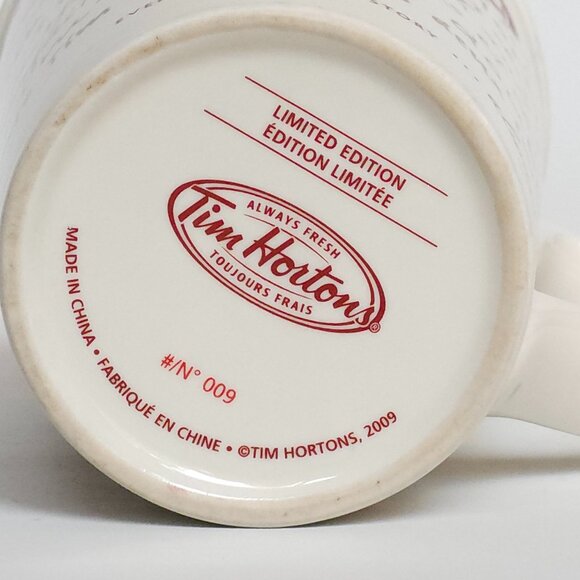 LIMITED EDITION
ÉDITION LIMITÉE
ALWAYS FRESH
Tim Hortons®
TOUJOURS FRAIS
#/N° 009
MADE IN CHINA • FABRIQUÉ EN CHINE • ©TIM HORTONS, 2009